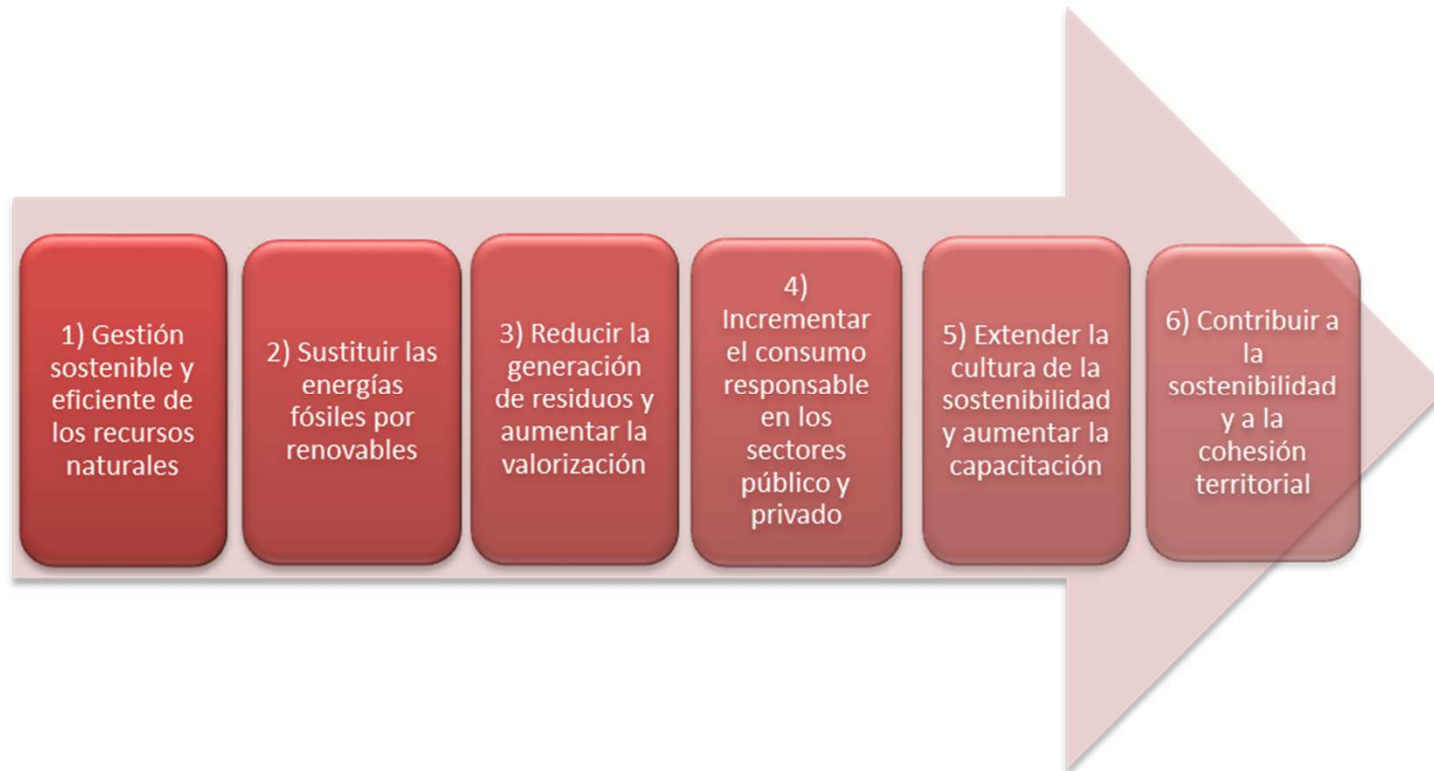 1) Gestión
sostenible y
eficiente de
los recursos
naturales
2) Sustituir las
energías
fósiles por
renovables
3) Reducir la
generación
de residuos y
aumentar la
valorización
4)
Incrementar
el consumo
responsable
en los
sectores
público y
privado
5) Extender la
cultura de la
sostenibilidad
y aumentar la
capacitación
6) Contribuir a
la
sostenibilidad
y a la
cohesión
territorial